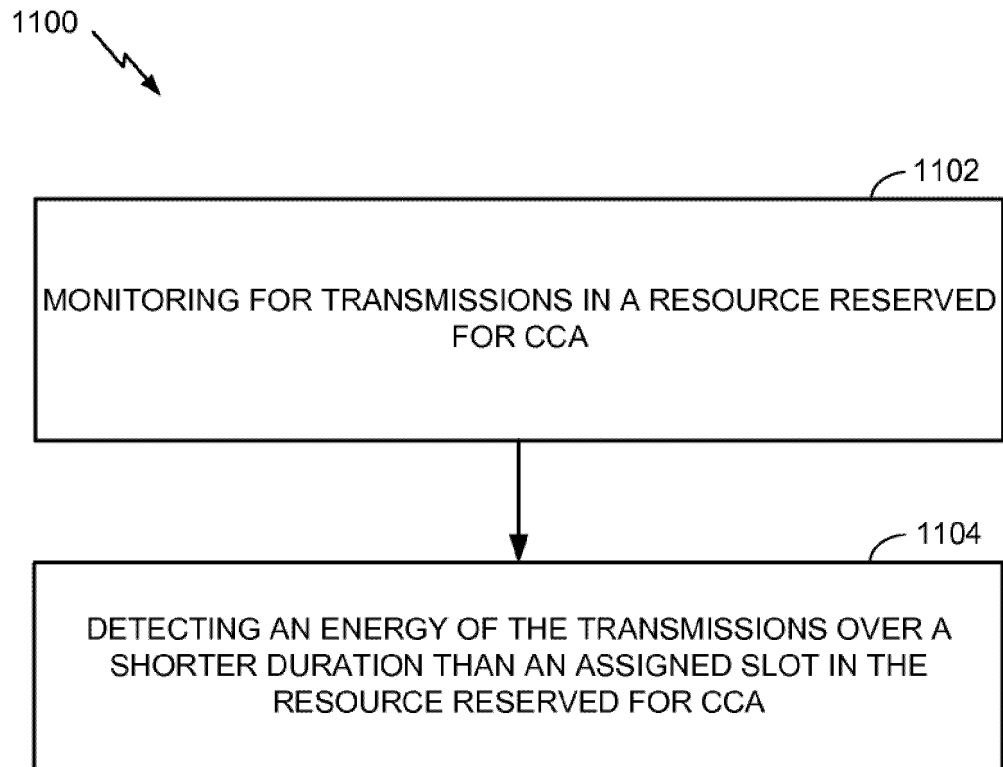 1100
1102
MONITORING FOR TRANSMISSIONS IN A RESOURCE RESERVED
FOR CCA
1104
DETECTING AN ENERGY OF THE TRANSMISSIONS OVER A
SHORTER DURATION THAN AN ASSIGNED SLOT IN THE
RESOURCE RESERVED FOR CCA